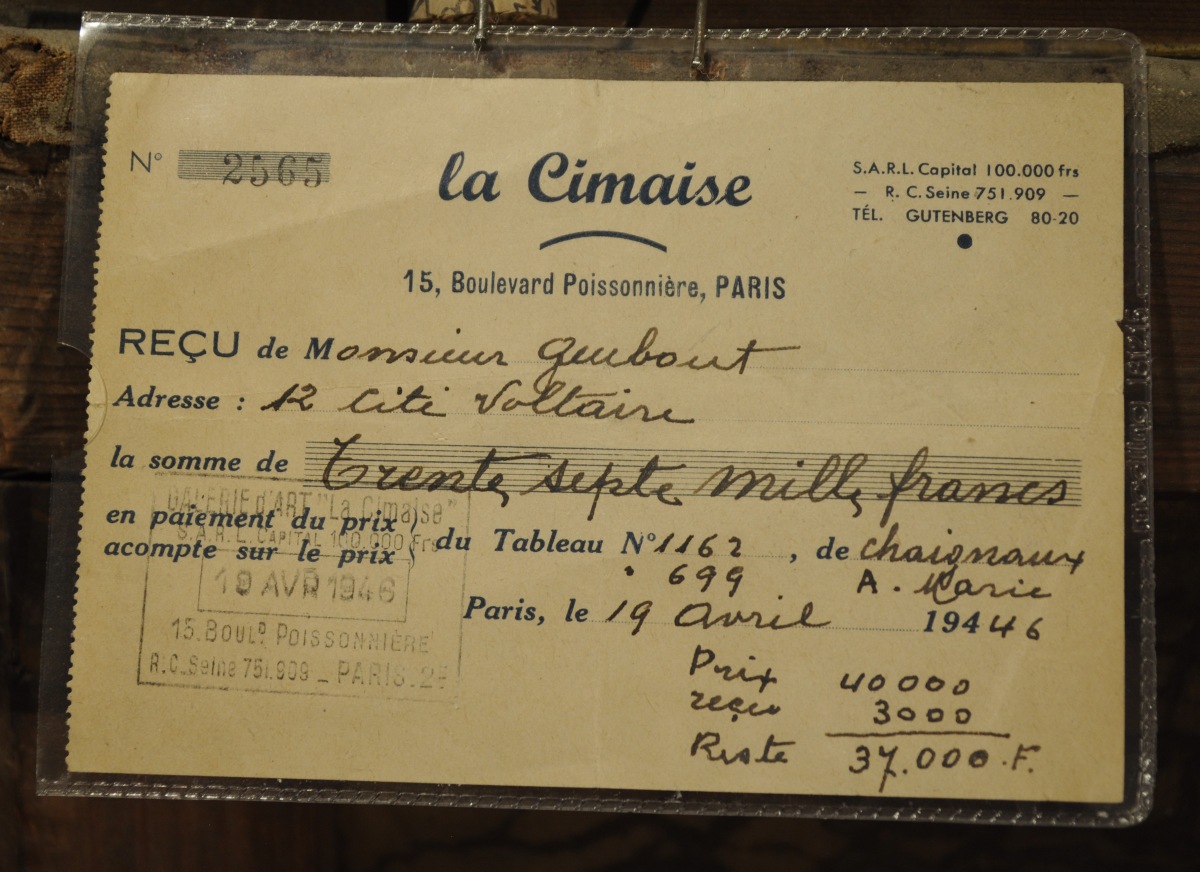 N° 2565
la Cimaise
S.A.R.L. Capital 100.000 frs
— R. C. Seine 751.909 —
TÉL. GUTENBERG 80-20
15, Boulevard Poissonnière, PARIS
REÇU de Monsieur Guibout
Adresse : 12 Cité Voltaire
la somme de Trente septe mille francs
en paiement du prix
acompte sur le prix
du Tableau N° 1162 , de Chaignaux
699 A. Marie
Paris, le 19 Avril 194446
GALERIE d'ART "La Cimaise"
S.A.R.L. CAPITAL 100.000 Frs
19 AVR 1946
15. BOULD POISSONNIÈRE
R.C. Seine 751.909 _ PARIS.2E
Prix 40000
reçu 3000
Reste 37.000.F.